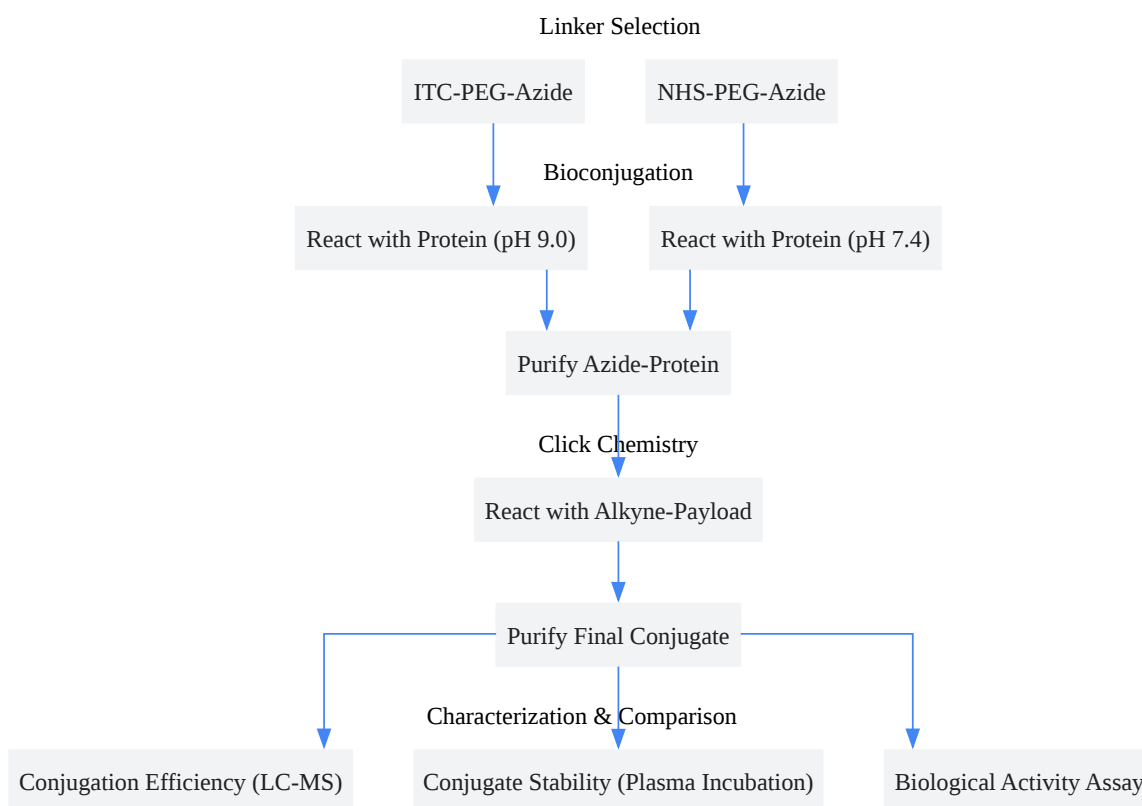 Linker Selection
ITC-PEG-Azide
NHS-PEG-Azide
Bioconjugation
React with Protein (pH 9.0)
React with Protein (pH 7.4)
Purify Azide-Protein
Click Chemistry
React with Alkyne-Payload
Purify Final Conjugate
Characterization & Comparison
Conjugation Efficiency (LC-MS)
Conjugate Stability (Plasma Incubation)
Biological Activity Assay